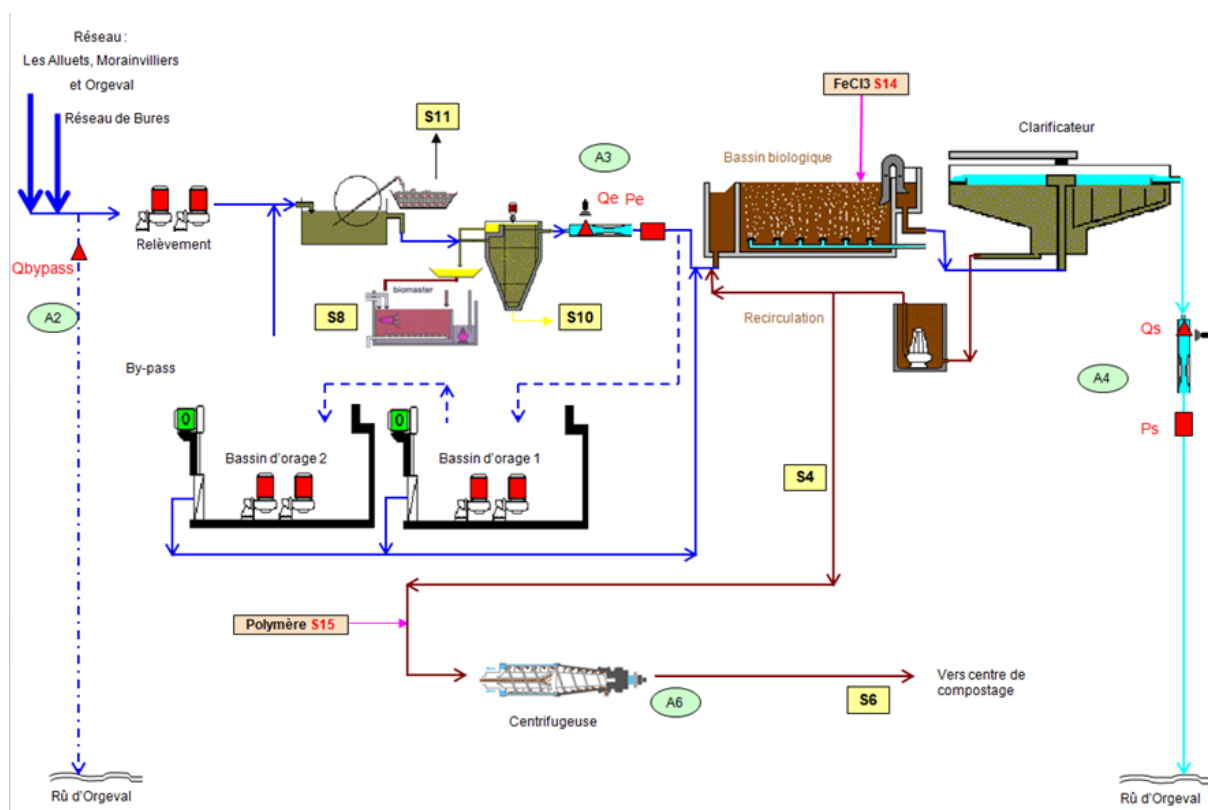 Réseau :
Les Alluets, Morainvilliers
et Orgeval
Réseau de Bures
FeCl3 S14
S11
A3
Bassin biologique
Clarificateur
Qe Pe
Relèvement
Qbypass
A2
biomaster
S8
S10
Recirculation
Qs
A4
By-pass
Ps
0
0
Bassin d'orage 2
Bassin d'orage 1
S4
Polymère S15
Vers centre de
compostage
A6
S6
Centrifugeuse
Rû d'Orgeval
Rû d'Orgeval